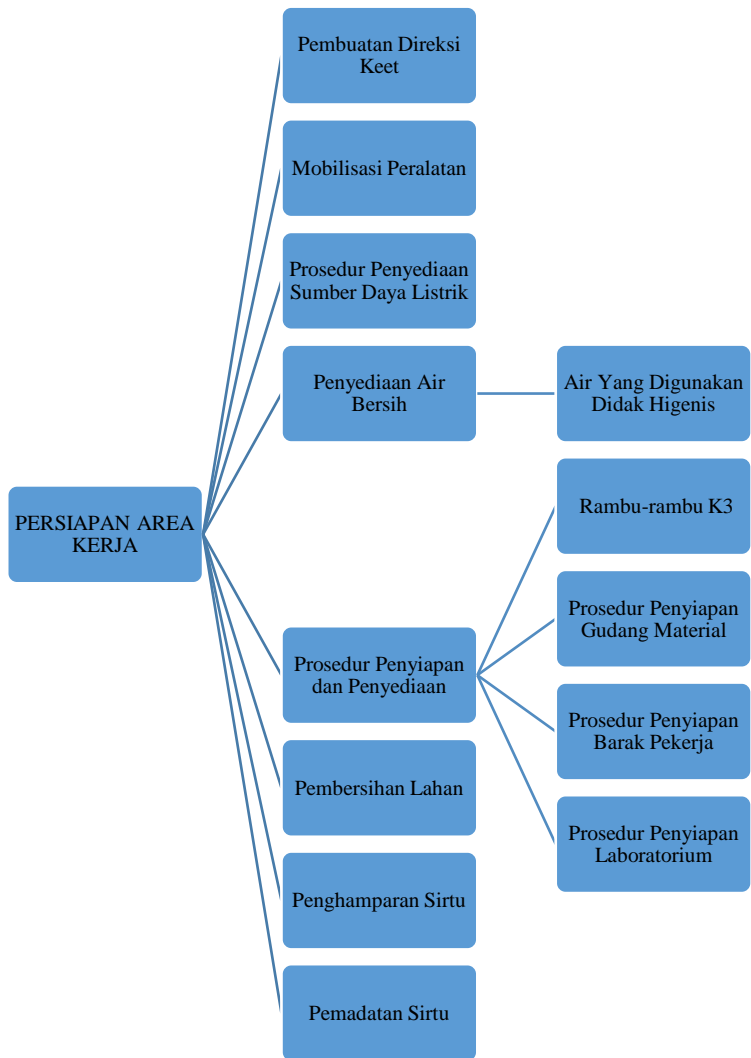 Pembuatan Direksi
Keet
Mobilisasi Peralatan
Prosedur Penyediaan
Sumber Daya Listrik
Penyediaan Air
Bersih
Air Yang Digunakan
Didak Higenis
PERSIAPAN AREA
KERJA
Prosedur Penyiapan
dan Penyediaan
Rambu-rambu K3
Prosedur Penyiapan
Gudang Material
Prosedur Penyiapan
Barak Pekerja
Prosedur Penyiapan
Laboratorium
Pembersihan Lahan
Penghamparan Sirtu
Pemadatan Sirtu